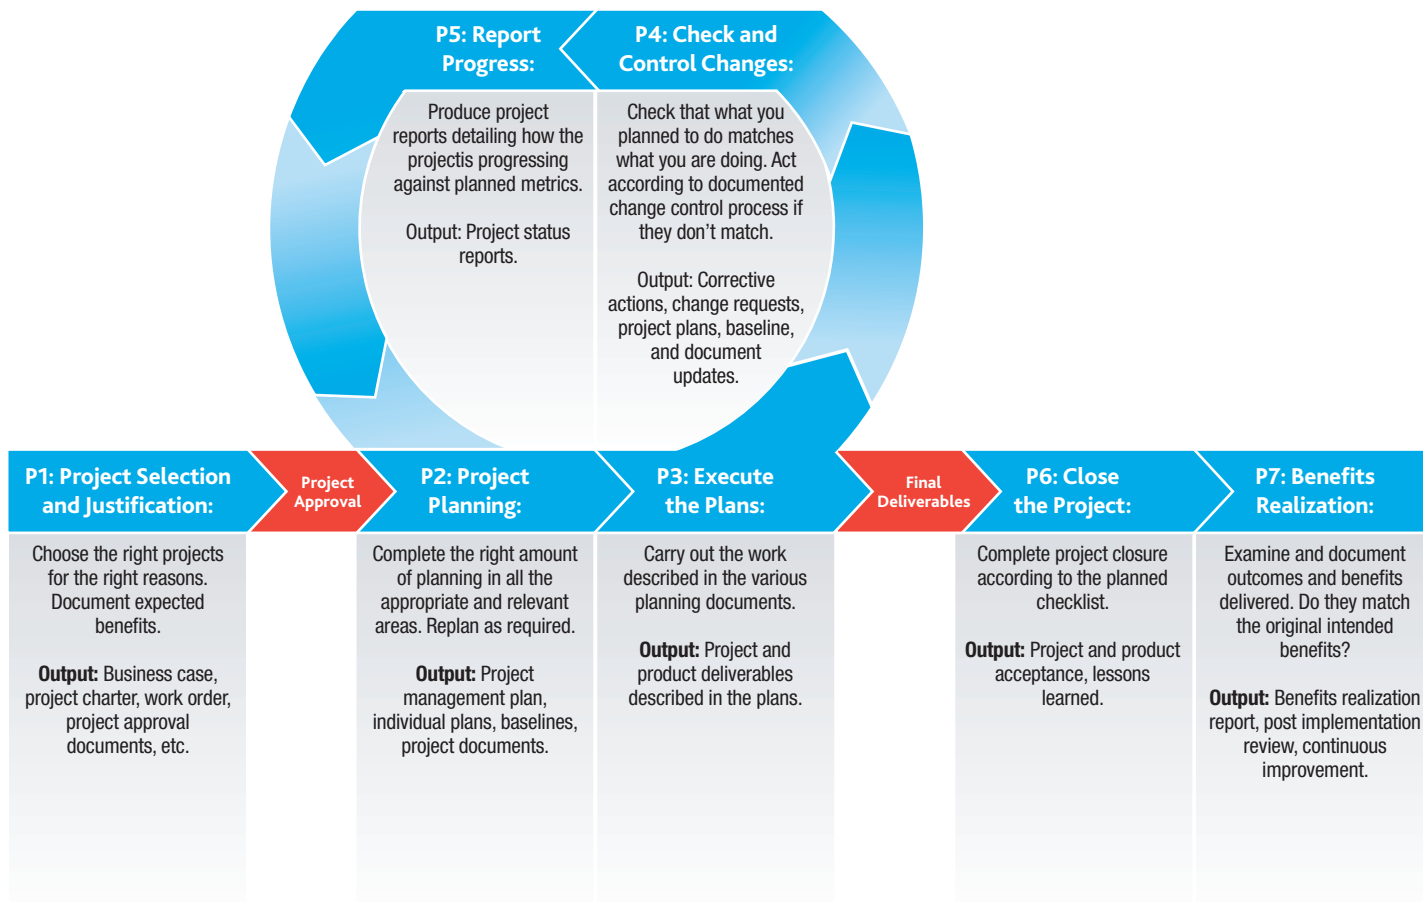 P5: Report
Progress:
Produce project
reports detailing how the
projectis progressing
against planned metrics.
Output: Project status
reports.
P4: Check and
Control Changes:
Check that what you
planned to do matches
what you are doing. Act
according to documented
change control process if
they don’t match.
Output: Corrective
actions, change requests,
project plans, baseline,
and document
updates.
P1: Project Selection
and Justification:
Choose the right projects
for the right reasons.
Document expected
benefits.
Output: Business case,
project charter, work order,
project approval
documents, etc.
Project
Approval
P2: Project
Planning:
Complete the right amount
of planning in all the
appropriate and relevant
areas. Replan as required.
Output: Project
management plan,
individual plans, baselines,
project documents.
P3: Execute
the Plans:
Carry out the work
described in the various
planning documents.
Output: Project and
product deliverables
described in the plans.
Final
Deliverables
P6: Close
the Project:
Complete project closure
according to the planned
checklist.
Output: Project and product
acceptance, lessons
learned.
P7: Benefits
Realization:
Examine and document
outcomes and benefits
delivered. Do they match
the original intended
benefits?
Output: Benefits realization
report, post implementation
review, continuous
improvement.